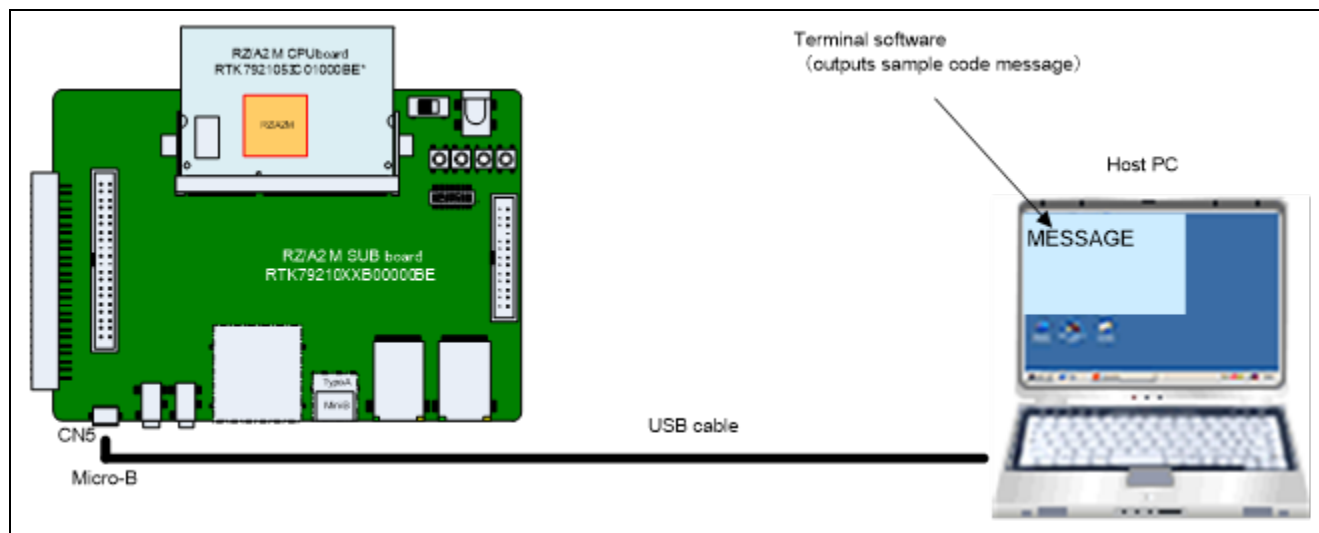 RZ/A2M CPUboard
RTK7921053C01000BE*
RZ/A2M
RZ/A2M SUB board
RTK79210XXB00000BE
TypeA
MiniB
CN5
Micro-B
USB cable
Terminal software
(outputs sample code message)
Host PC
MESSAGE